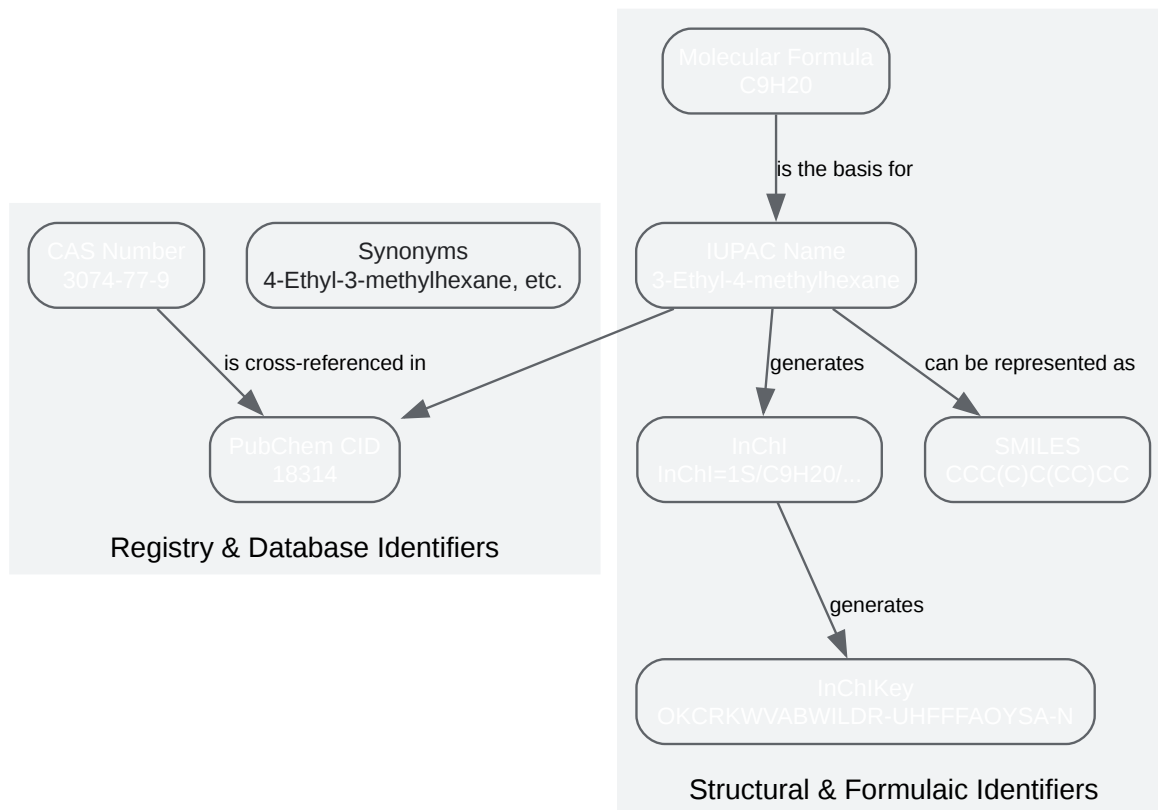 Molecular Formula
C9H20
is the basis for
CAS Number
3074-77-9
Synonyms
4-Ethyl-3-methylhexane, etc.
IUPAC Name
3-Ethyl-4-methylhexane
is cross-referenced in
generates
can be represented as
PubChem CID
18314
InChI
InChI=1S/C9H20/...
SMILES
CCC(C)C(CC)CC
Registry & Database Identifiers
generates
InChIKey
OKCRKWVABWILDR-UHFFFAOYSA-N
Structural & Formulaic Identifiers